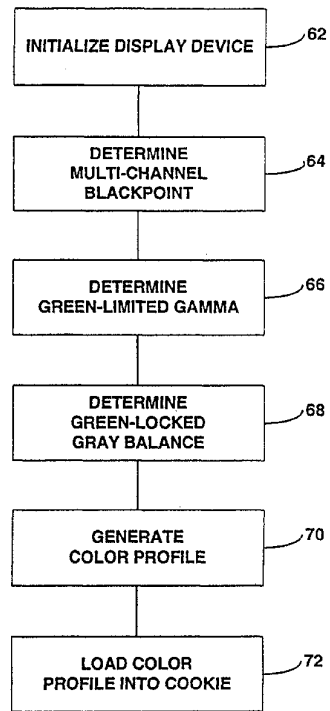 INITIALIZE DISPLAY DEVICE
62
DETERMINE
MULTI-CHANNEL
BLACKPOINT
64
DETERMINE
GREEN-LIMITED GAMMA
66
DETERMINE
GREEN-LOCKED
GRAY BALANCE
68
GENERATE
COLOR PROFILE
70
LOAD COLOR
PROFILE INTO COOKIE
72